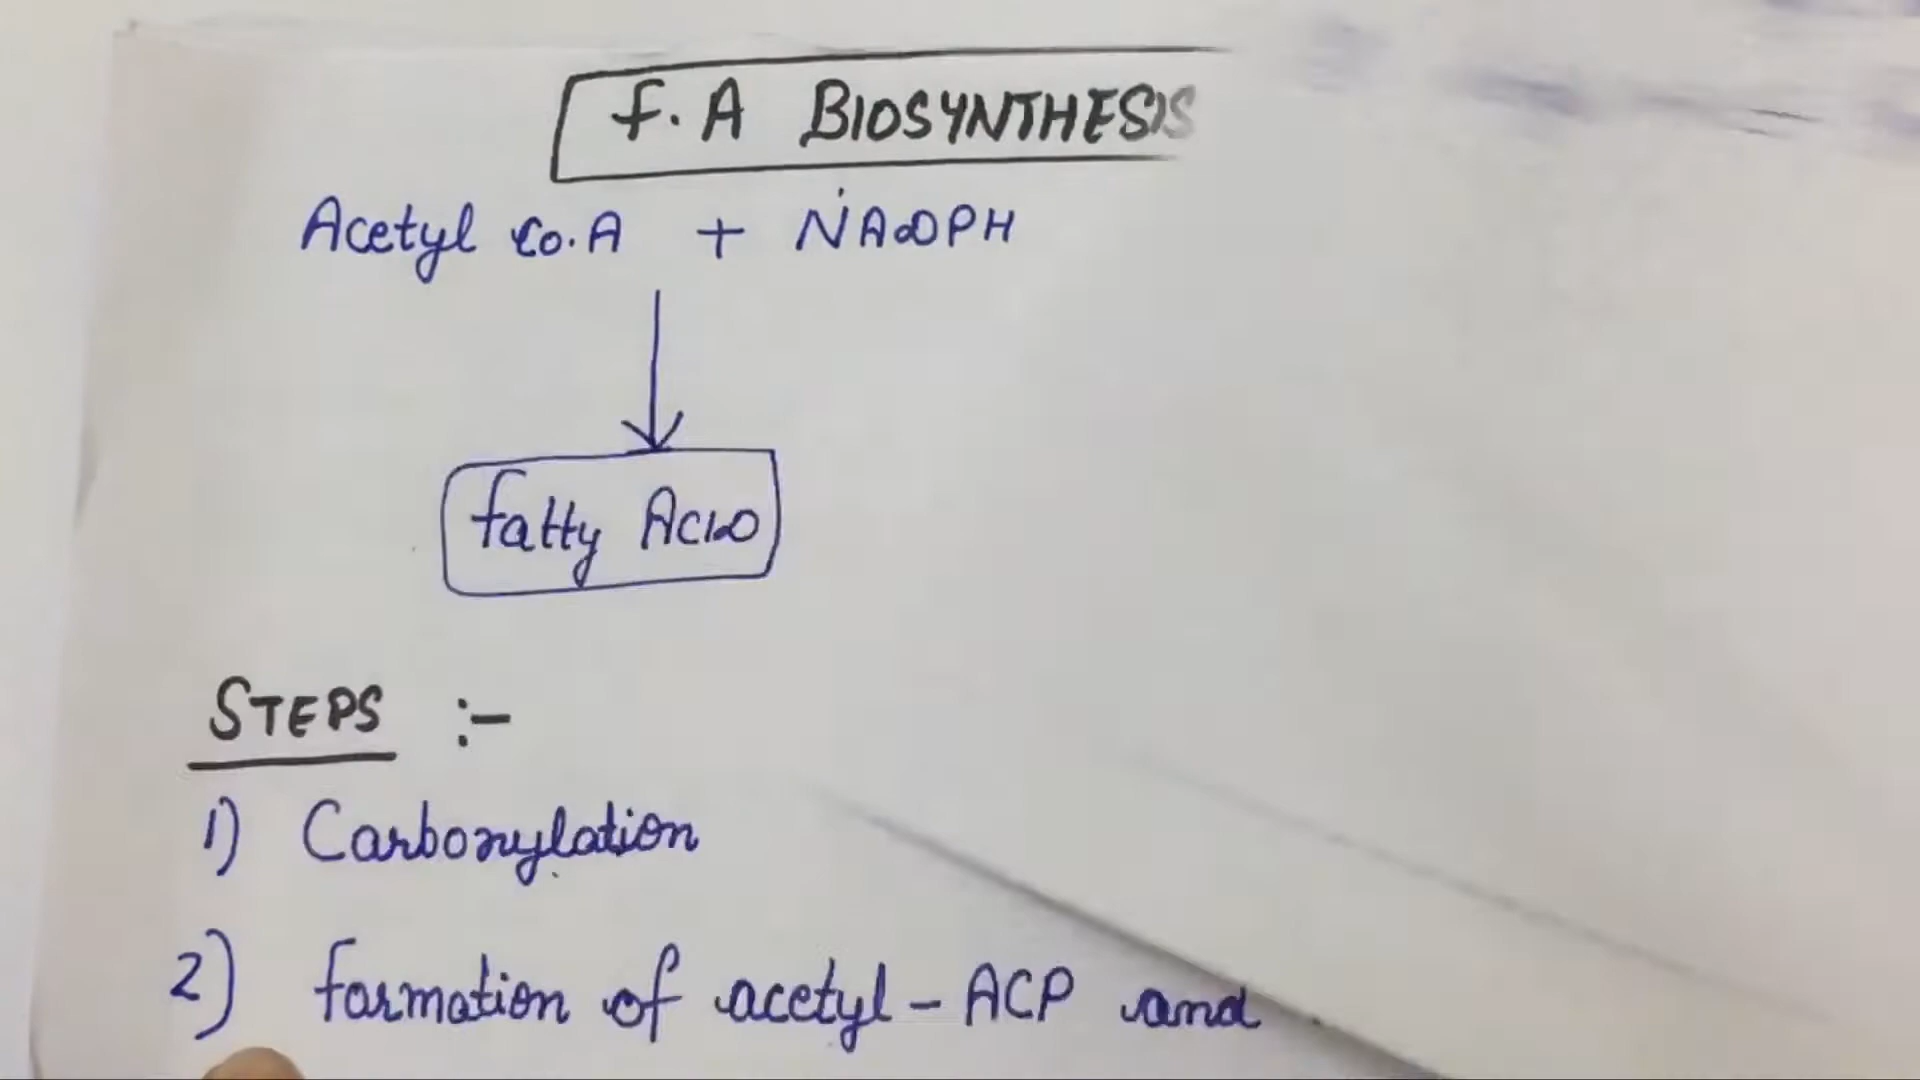 F.A BIOSYNTHESIS
Acetyl Co.A + NADPH
Fatty Acid
STEPS :-
1) Carboxylation
2) Formation of acetyl - ACP and